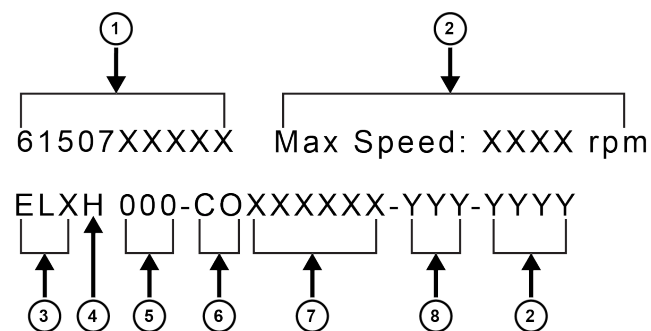 1 2
61507XXXXX Max Speed: XXXX rpm
ELXH 000-COXXXXXX-YYY-YYYY
3 4 5 6 7 8 2